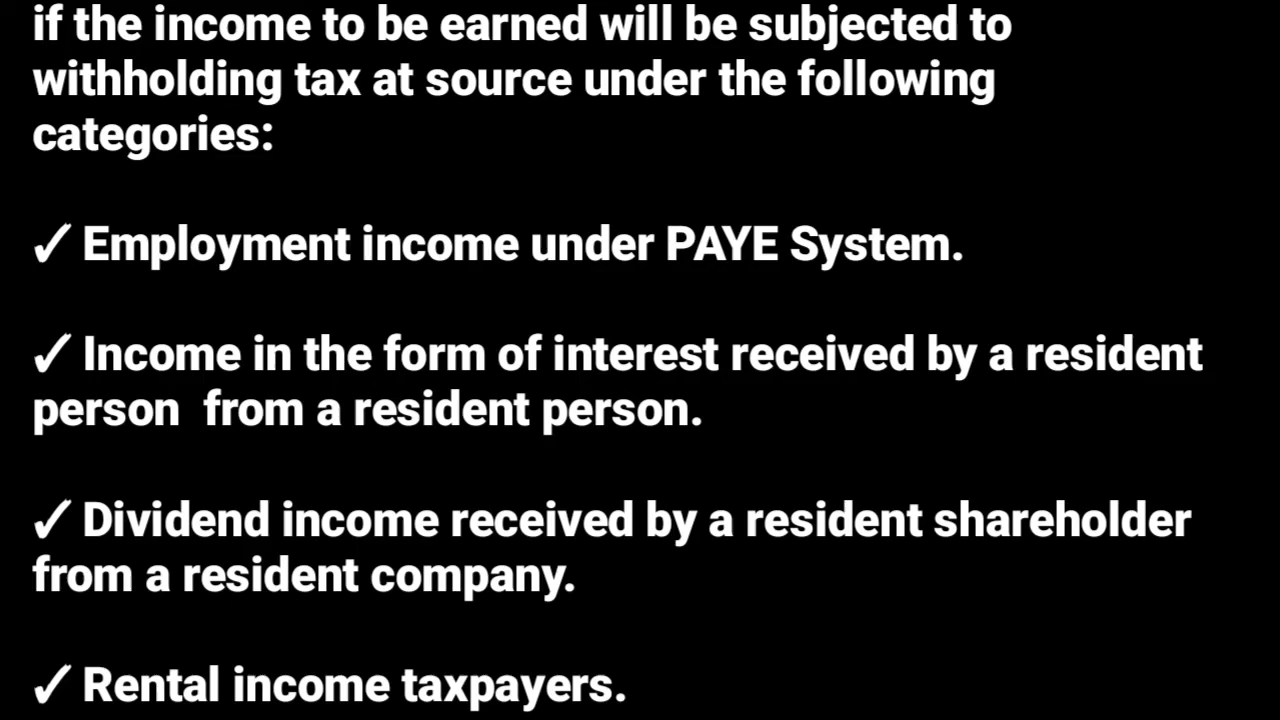 if the income to be earned will be subjected to
withholding tax at source under the following
categories:
✓ Employment income under PAYE System.
✓ Income in the form of interest received by a resident
person  from a resident person.
✓ Dividend income received by a resident shareholder
from a resident company.
✓ Rental income taxpayers.